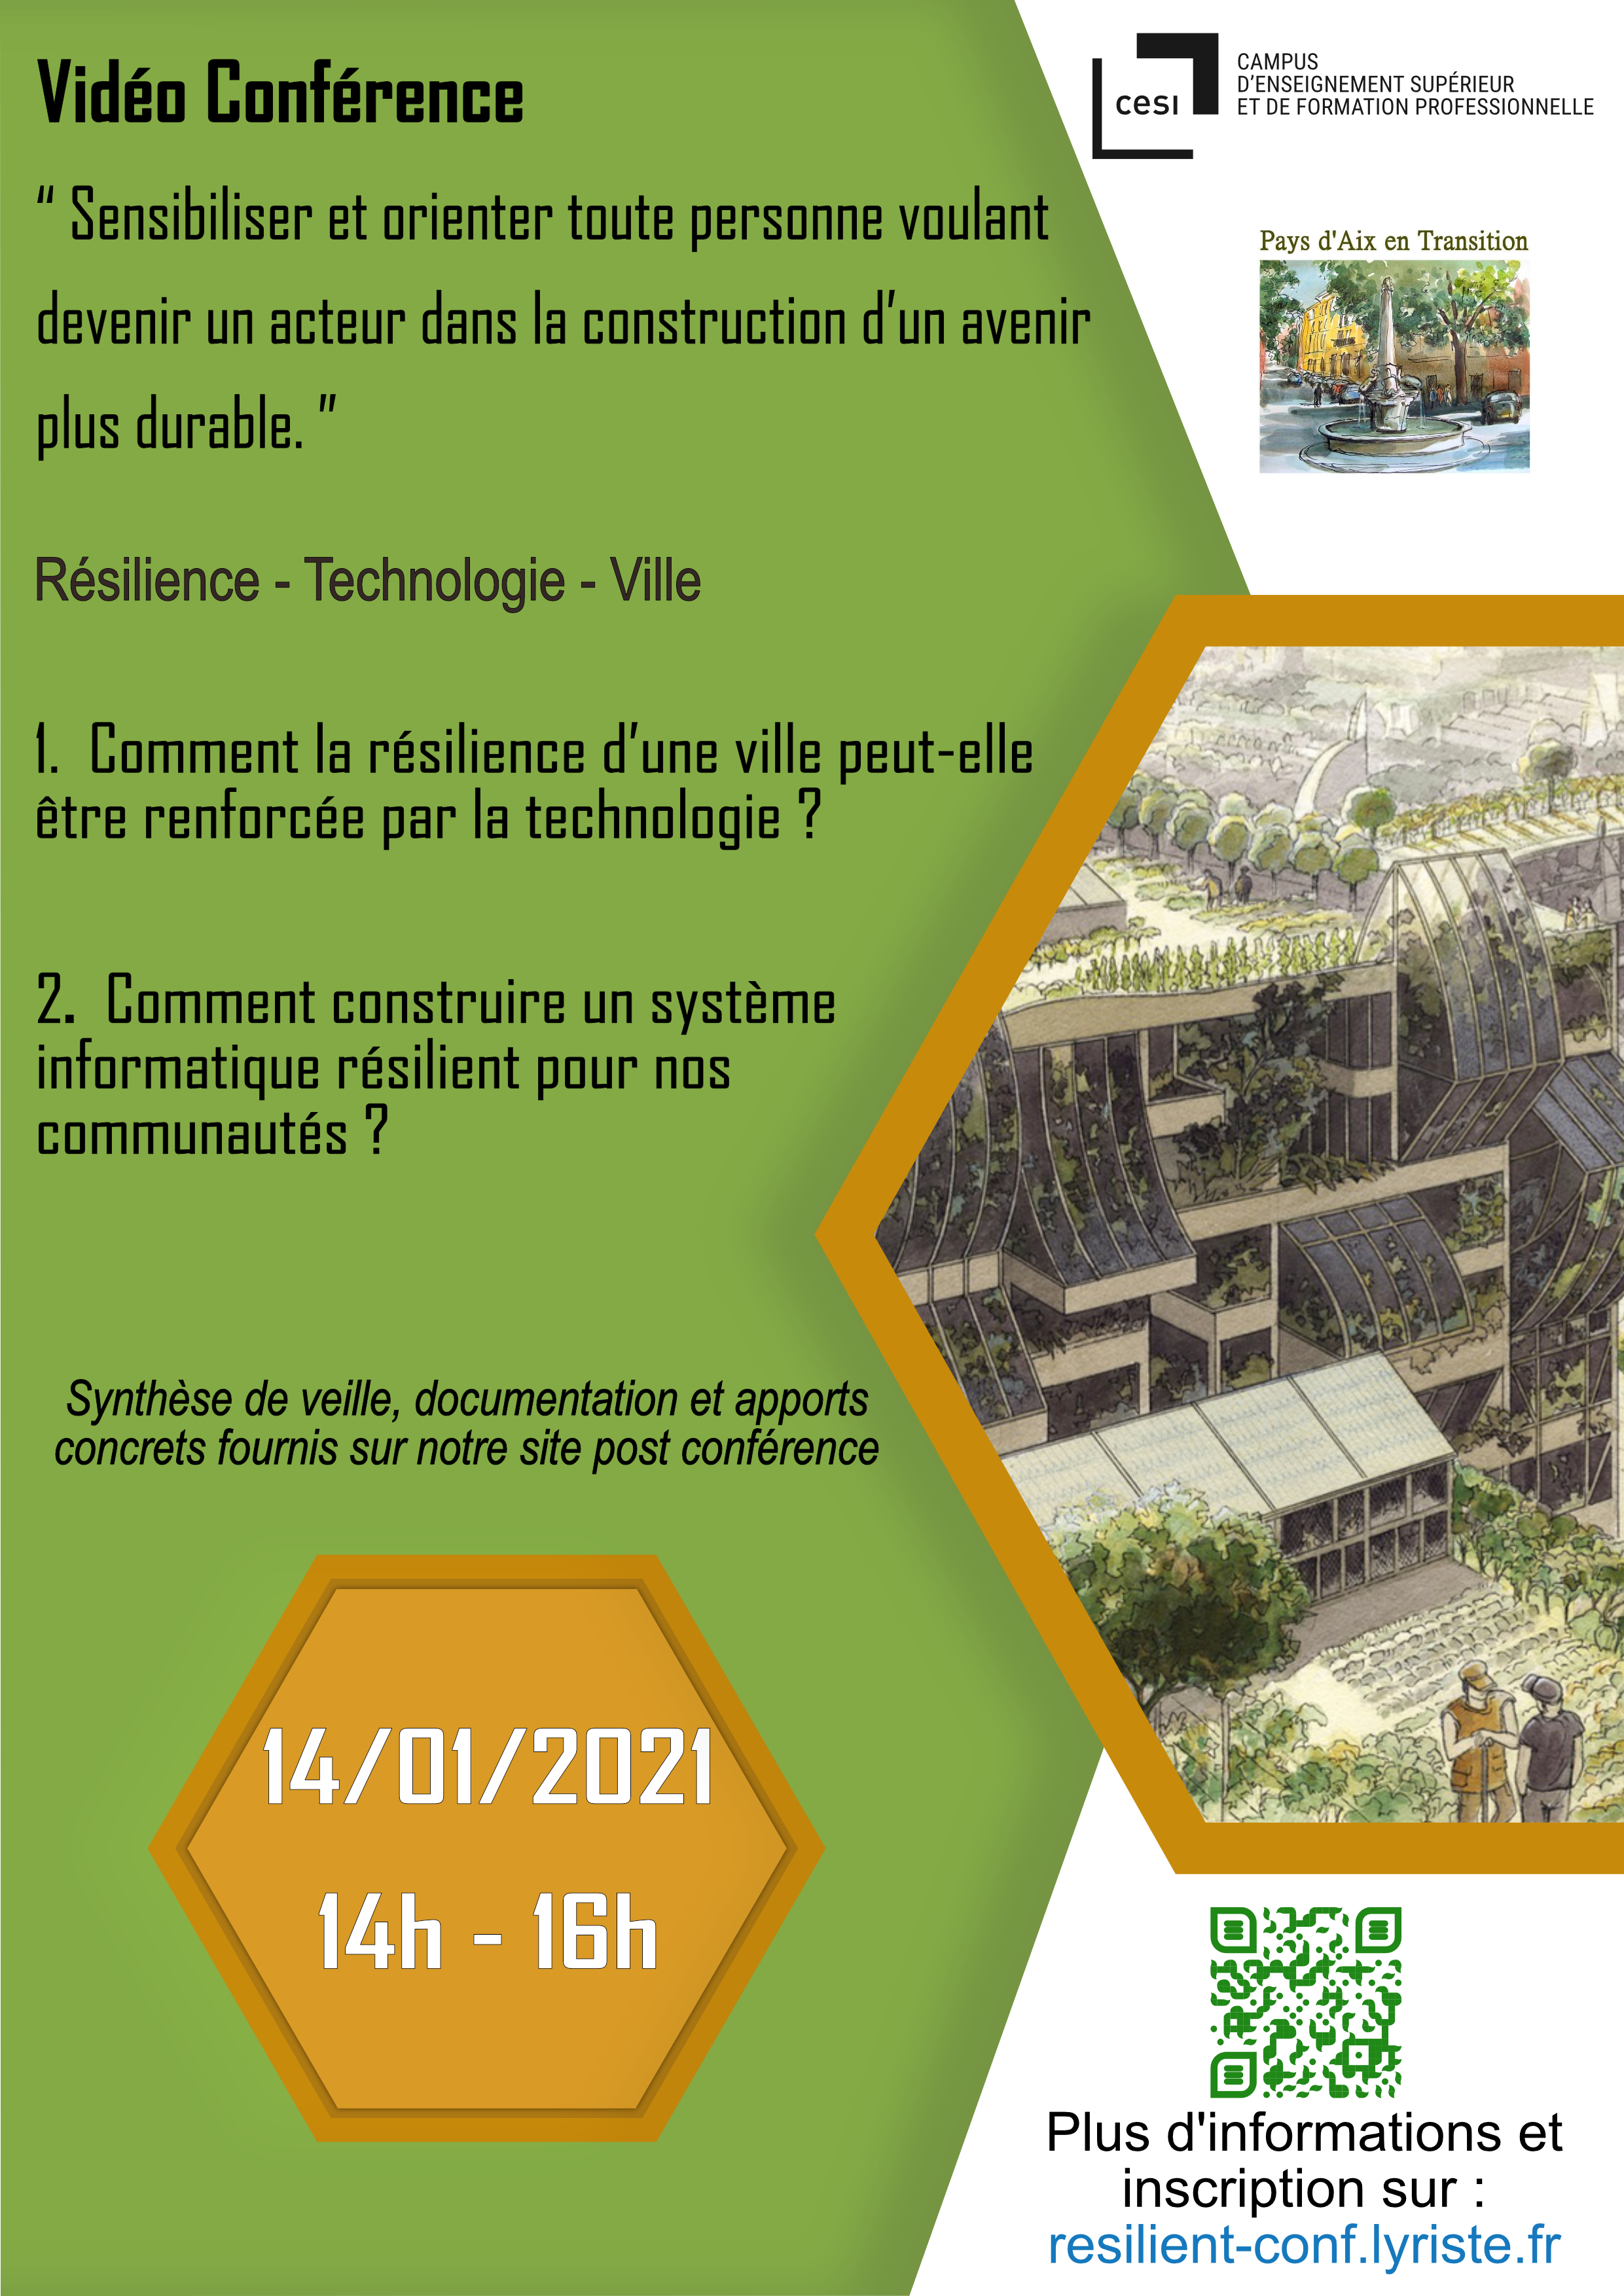 Vidéo Conférence
“ Sensibiliser et orienter toute personne voulant
devenir un acteur dans la construction d’un avenir
plus durable. ”
Résilience - Technologie - Ville
1. Comment la résilience d’une ville peut-elle
être renforcée par la technologie ?
2. Comment construire un système
informatique résilient pour nos
communautés ?
Synthèse de veille, documentation et apports
concrets fournis sur notre site post conférence
14/01/2021
14h - 16h
cesi
CAMPUS
D’ENSEIGNEMENT SUPÉRIEUR
ET DE FORMATION PROFESSIONNELLE
Pays d'Aix en Transition
Plus d'informations et
inscription sur :
resilient-conf.lyriste.fr